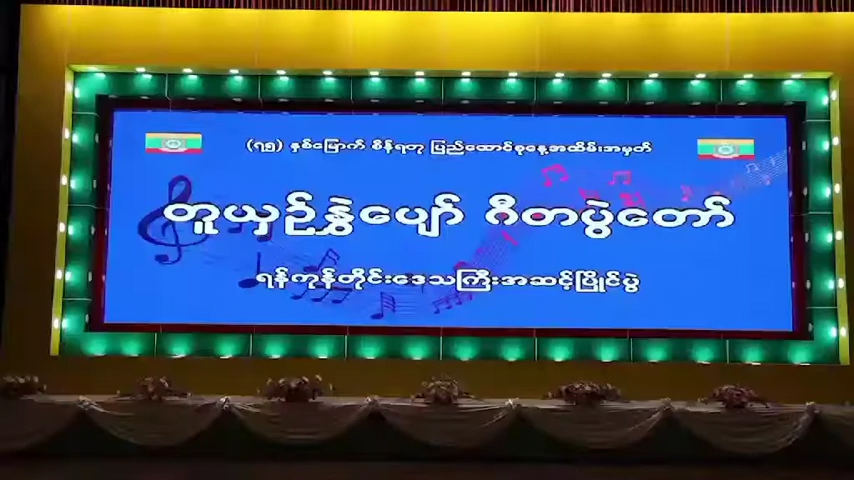 (၇၅) နှစ်မြောက် စိန်ရတု ပြည်ထောင်စုနေ့အထိမ်းအမှတ်
တူယှဉ်နွှဲပျော် ဂီတပွဲတော်
ရန်ကုန်တိုင်းဒေသကြီးအဆင့်ပြိုင်ပွဲ